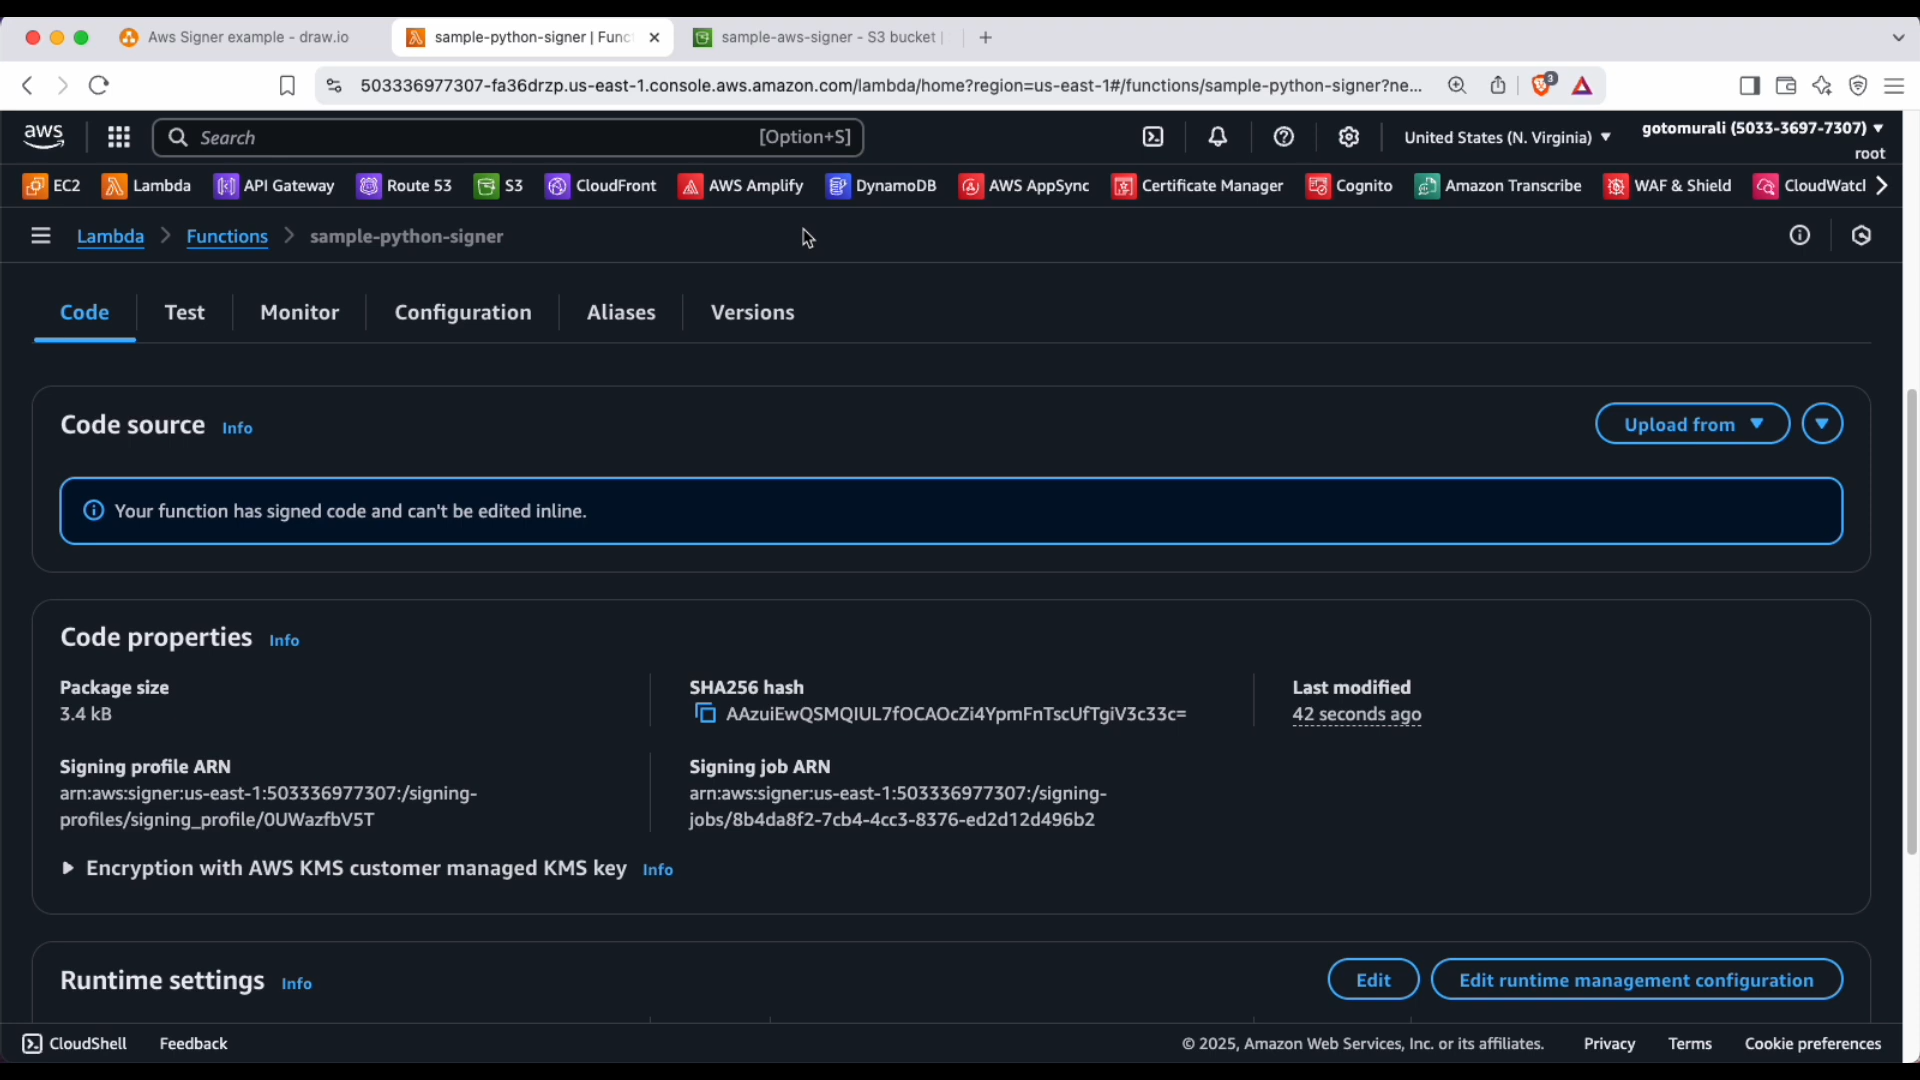 Aws Signer example - draw.io
sample-python-signer | Func
sample-aws-signer - S3 bucket |
503336977307-fa36drzp.us-east-1.console.aws.amazon.com/lambda/home?region=us-east-1#/functions/sample-python-signer?ne...
3
aws
Search
[Option+S]
United States (N. Virginia)
gotomurali (5033-3697-7307)
root
EC2
Lambda
API Gateway
Route 53
S3
CloudFront
AWS Amplify
DynamoDB
AWS AppSync
Certificate Manager
Cognito
Amazon Transcribe
WAF & Shield
CloudWatcl
Lambda > Functions > sample-python-signer
Code
Test
Monitor
Configuration
Aliases
Versions
Code source Info
Upload from
Your function has signed code and can't be edited inline.
Code properties Info
Package size
3.4 kB
SHA256 hash
AAzuiEwQSMQIUL7fOCAOcZi4YpmFnTscUfTgiV3c33c=
Last modified
42 seconds ago
Signing profile ARN
arn:aws:signer:us-east-1:503336977307:/signing-
profiles/signing_profile/0UWazfbV5T
Signing job ARN
arn:aws:signer:us-east-1:503336977307:/signing-
jobs/8b4da8f2-7cb4-4cc3-8376-ed2d12d496b2
Encryption with AWS KMS customer managed KMS key Info
Runtime settings Info
Edit
Edit runtime management configuration
CloudShell
Feedback
© 2025, Amazon Web Services, Inc. or its affiliates.
Privacy
Terms
Cookie preferences